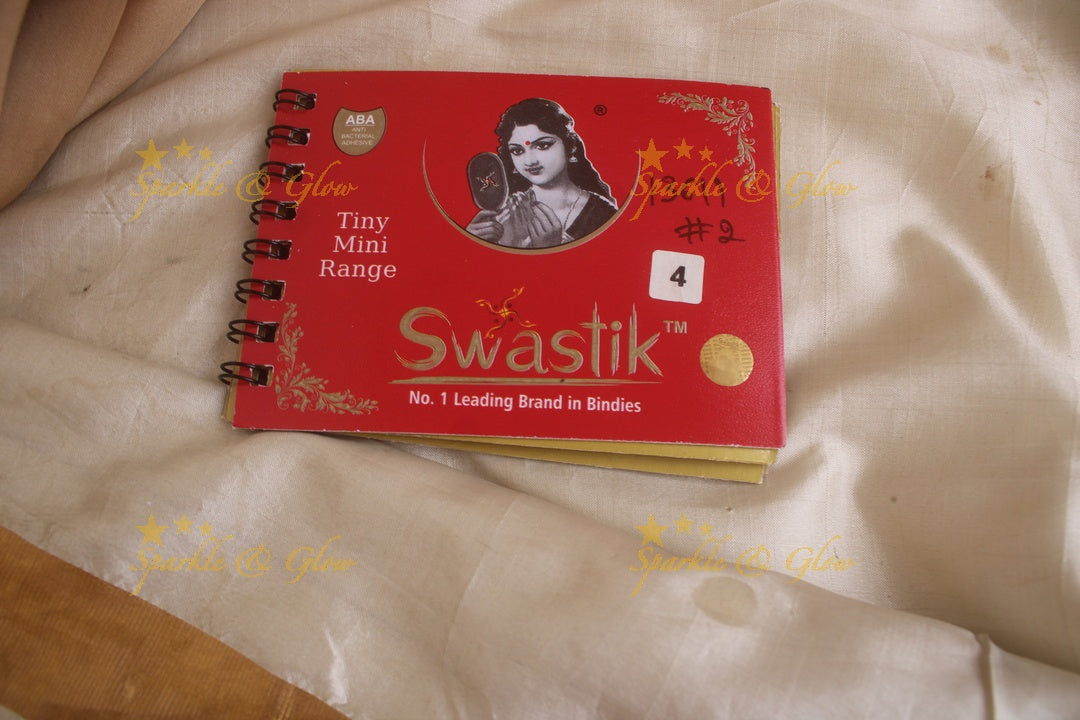 ABA
ANTI
BACTERIAL
ADHESIVE
®
Tiny
Mini
Range
#2
4
Swastik™
No. 1 Leading Brand in Bindies
Sparkle & Glow
Sparkle & Glow
Sparkle & Glow
Sparkle & Glow